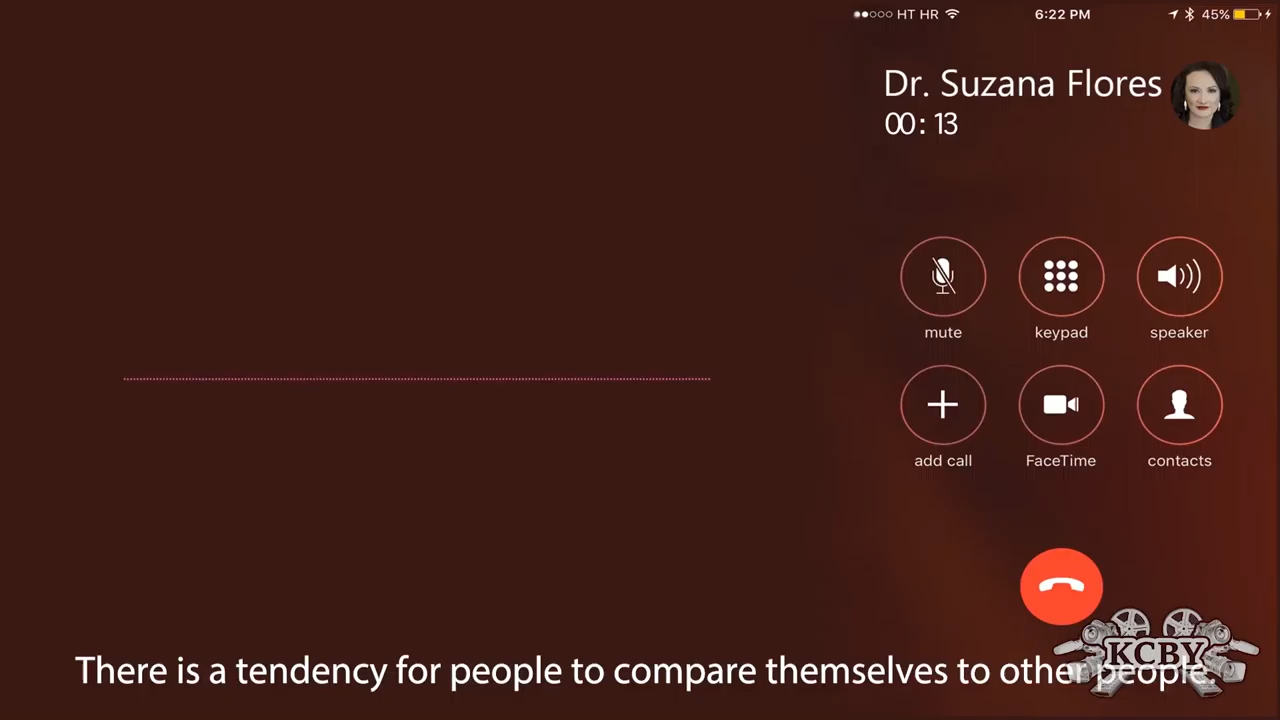 HT HR
6:22 PM
45%
Dr. Suzana Flores
00: 13
mute
keypad
speaker
add call
FaceTime
contacts
KCBY
There is a tendency for people to compare themselves to other people.